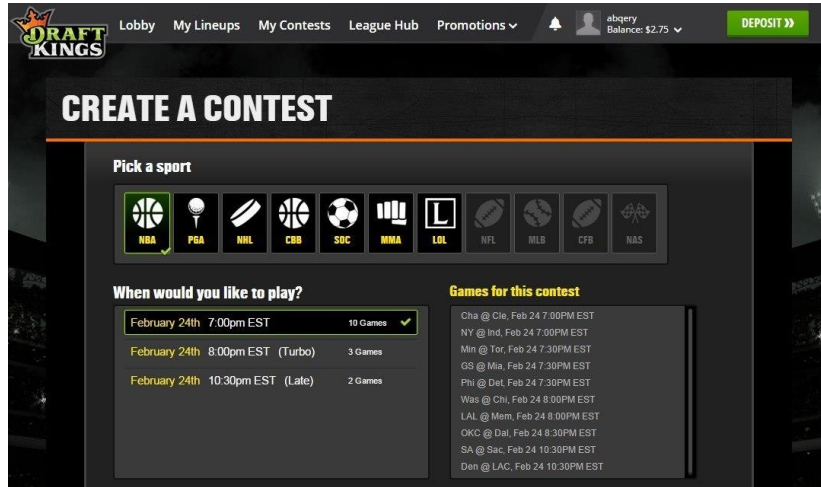 DRAFT
KINGS
Lobby My Lineups My Contests League Hub Promotions
abqery
Balance: $2.75
DEPOSIT
CREATE A CONTEST
Pick a sport
NBA PGA NHL CBB SOC MMA LOL NFL MLB CFB NAS
L
When would you like to play?
February 24th 7:00pm EST 10 Games
February 24th 8:00pm EST (Turbo) 3 Games
February 24th 10:30pm EST (Late) 2 Games
Games for this contest
Cha @ Cle, Feb 24 7:00PM EST
NY @ Ind, Feb 24 7:00PM EST
Min @ Tor, Feb 24 7:30PM EST
GS @ Mia, Feb 24 7:30PM EST
Phi @ Det, Feb 24 7:30PM EST
Was @ Chi, Feb 24 8:00PM EST
LAL @ Mem, Feb 24 8:00PM EST
OKC @ Dal, Feb 24 8:30PM EST
SA @ Sac, Feb 24 10:30PM EST
Den @ LAC, Feb 24 10:30PM EST